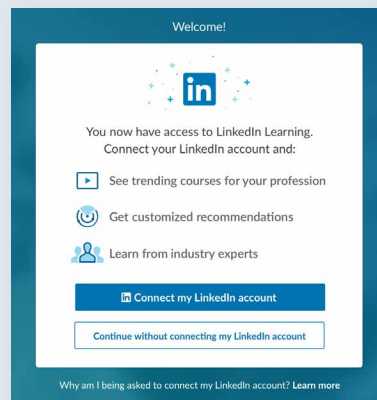 Welcome!
in
You now have access to LinkedIn Learning.
Connect your LinkedIn account and:
See trending courses for your profession
Get customized recommendations
Learn from industry experts
in Connect my LinkedIn account
Continue without connecting my LinkedIn account
Why am I being asked to connect my LinkedIn account? Learn more